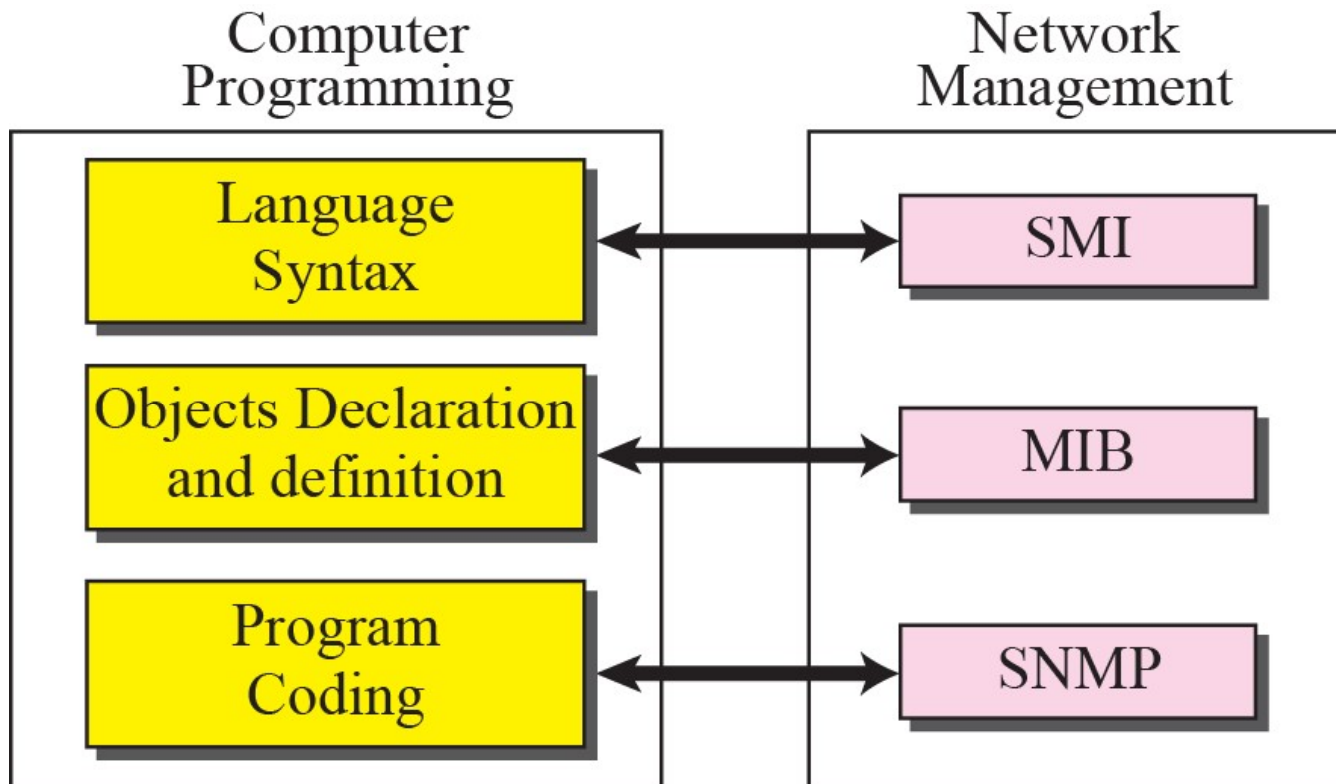 Computer
Programming
Network
Management
Language
Syntax
SMI
Objects Declaration
and definition
MIB
Program
Coding
SNMP